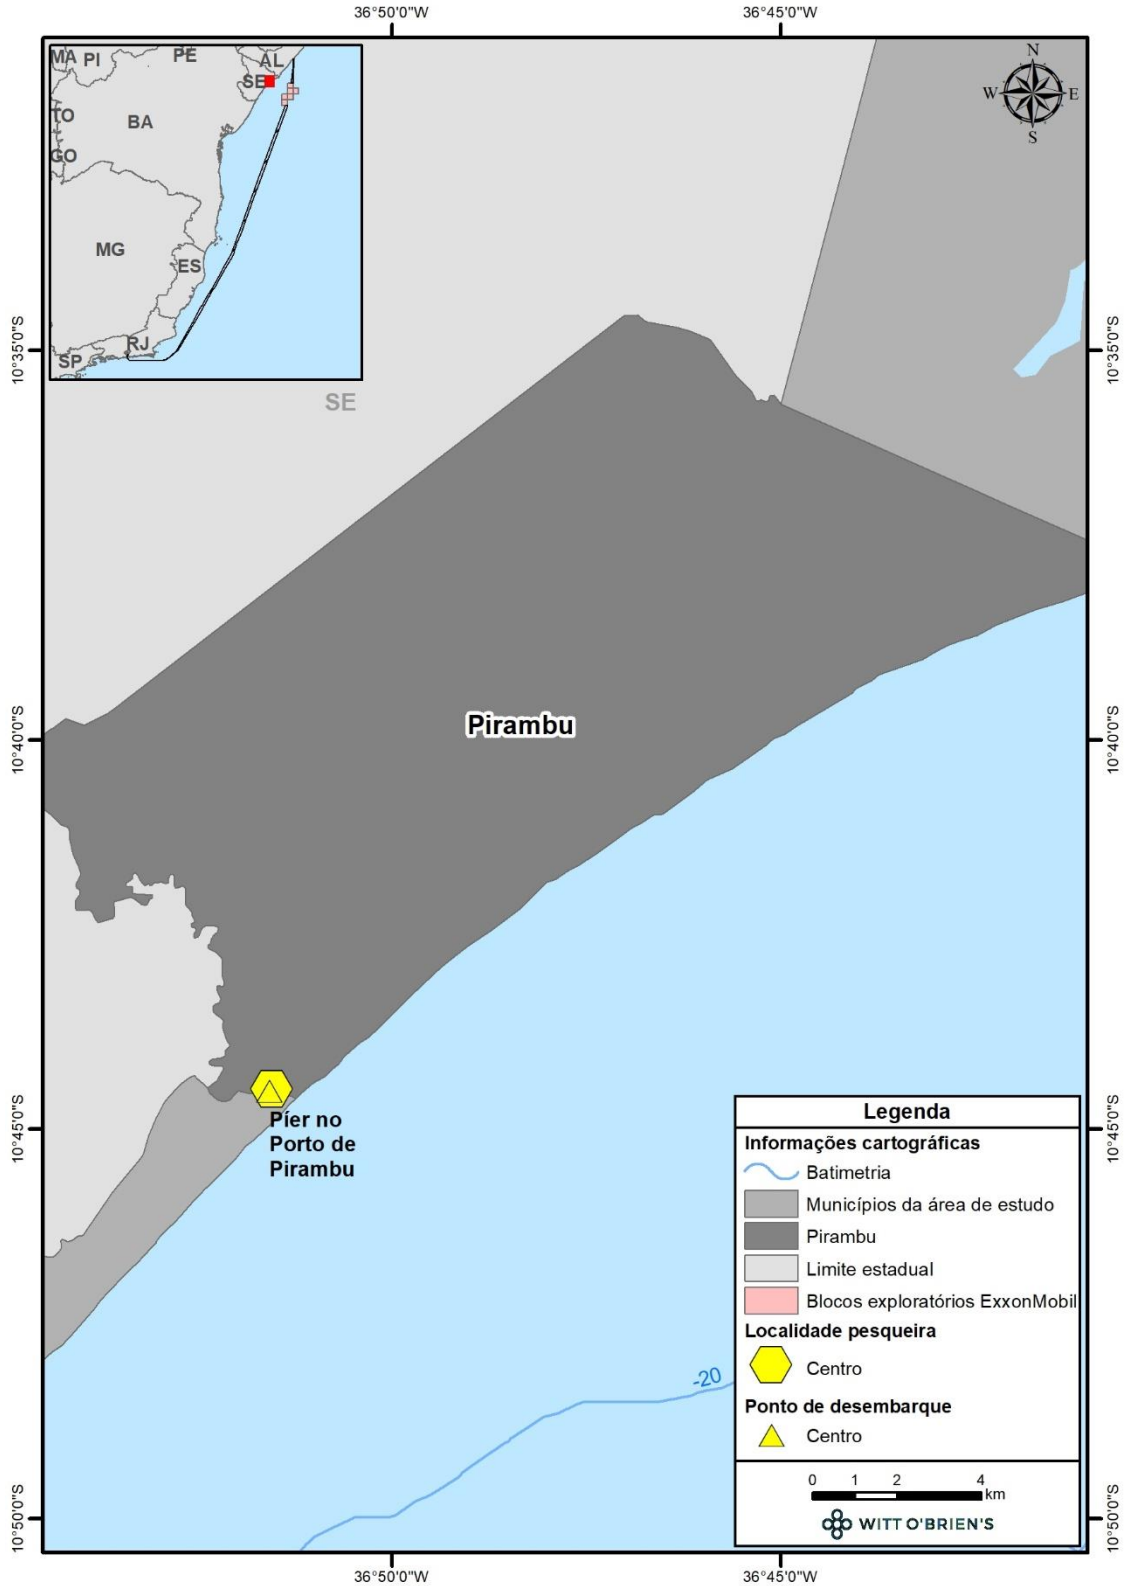 36°50'0"W
36°45'0"W
MA
PI
PE
AL
SE
TO
BA
GO
MG
ES
RJ
SP
N
W
E
S
10°35'0"S
10°35'0"S
SE
Pirambu
10°40'0"S
10°40'0"S
Píer no
Porto de
Pirambu
10°45'0"S
10°45'0"S
-20
Legenda
Informações cartográficas
Batimetria
Municípios da área de estudo
Pirambu
Limite estadual
Blocos exploratórios ExxonMobil
Localidade pesqueira
Centro
Ponto de desembarque
Centro
0 1 2 4
km
WITT O'BRIEN'S
10°50'0"S
10°50'0"S
36°50'0"W
36°45'0"W